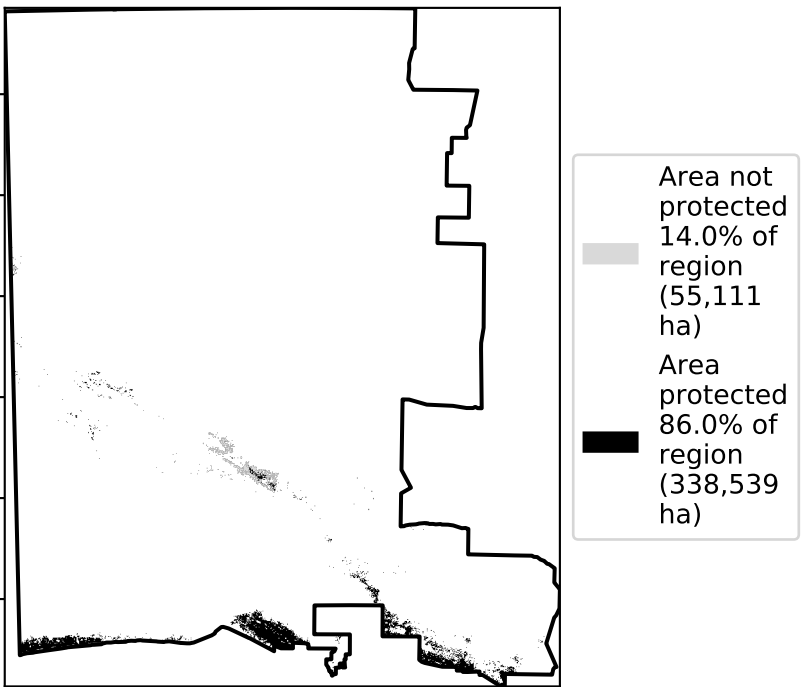 Area not
protected
14.0% of
region
(55,111
ha)
Area
protected
86.0% of
region
(338,539
ha)